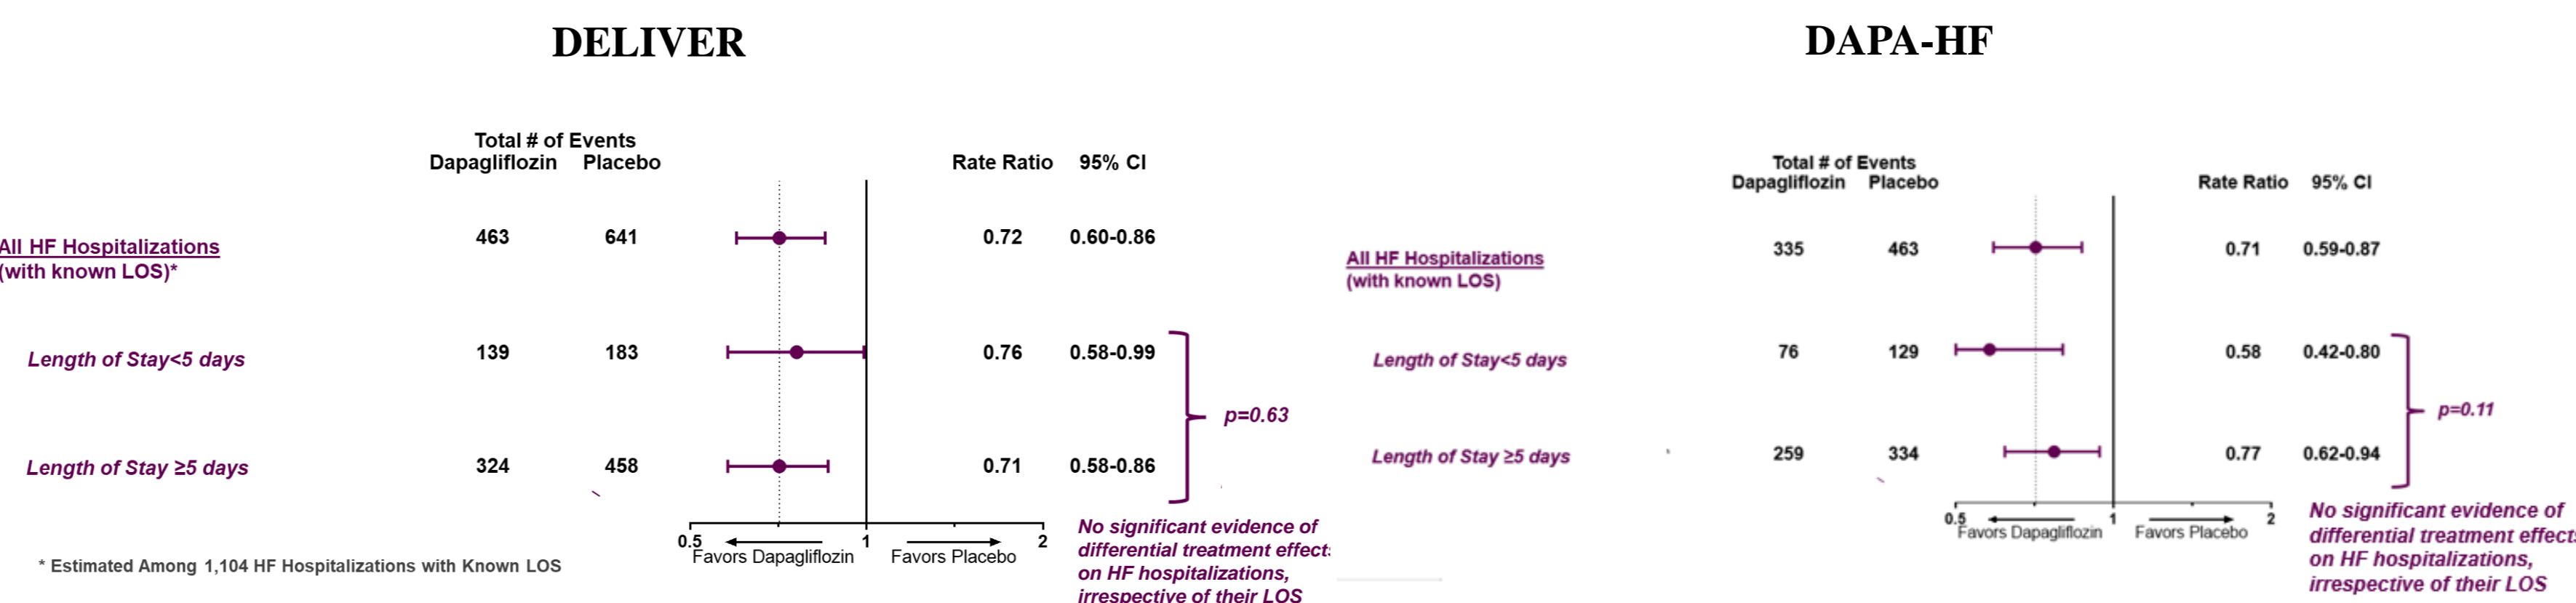 DELIVER
Total # of Events
Dapagliflozin Placebo Rate Ratio 95% CI
All HF Hospitalizations 463 641 0.72 0.60-0.86
(with known LOS)*
Length of Stay<5 days 139 183 0.76 0.58-0.99
p=0.63
Length of Stay ≥5 days 324 458 0.71 0.58-0.86
0.5 1 2
Favors Dapagliflozin Favors Placebo
No significant evidence of
differential treatment effects
on HF hospitalizations,
irrespective of their LOS
* Estimated Among 1,104 HF Hospitalizations with Known LOS
DAPA-HF
Total # of Events
Dapagliflozin Placebo Rate Ratio 95% CI
All HF Hospitalizations 335 463 0.71 0.59-0.87
(with known LOS)
Length of Stay<5 days 76 129 0.58 0.42-0.80
p=0.11
Length of Stay ≥5 days 259 334 0.77 0.62-0.94
0.5 1 2
Favors Dapagliflozin Favors Placebo
No significant evidence of
differential treatment effects
on HF hospitalizations,
irrespective of their LOS